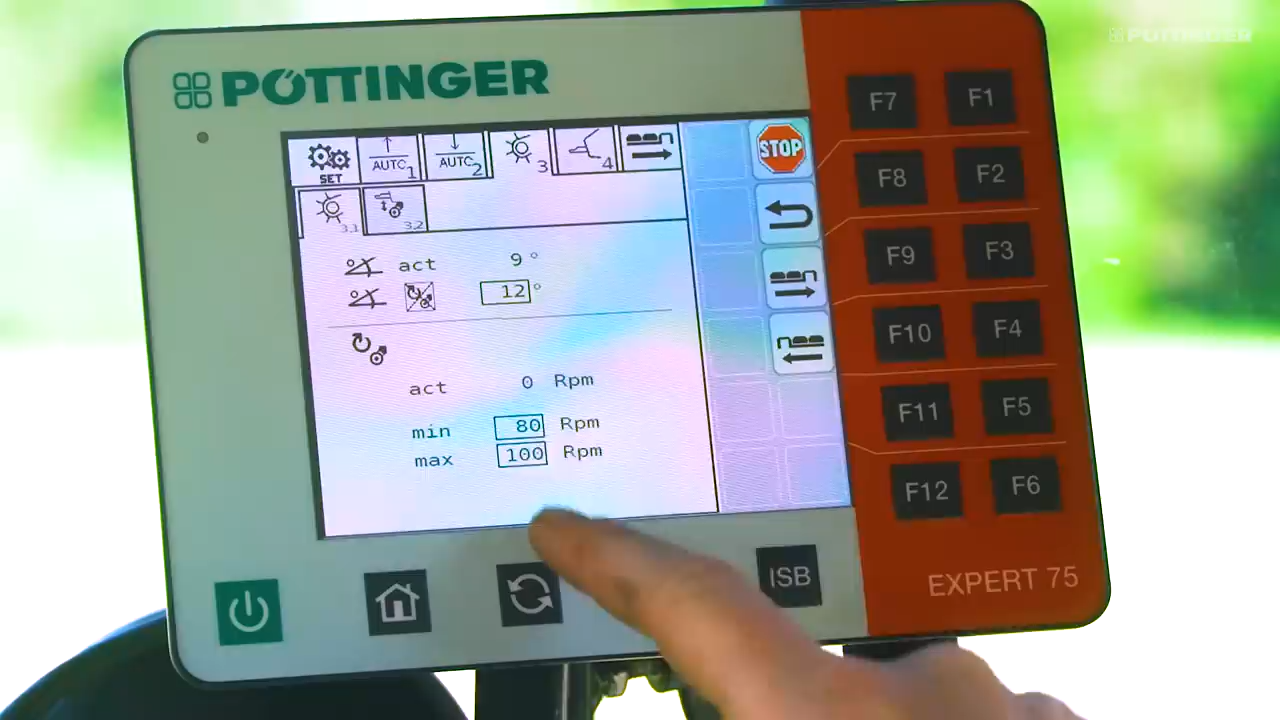 PÖTTINGER
PÖTTINGER
F7 F1
SET
AUTC 1
AUTC 2
3
4
STOP
F8 F2
3.1
3.2
act 9 °
F9 F3
12 °
F10 F4
act 0 Rpm
F11 F5
min 80 Rpm
max 100 Rpm
F12 F6
ISB
EXPERT 75